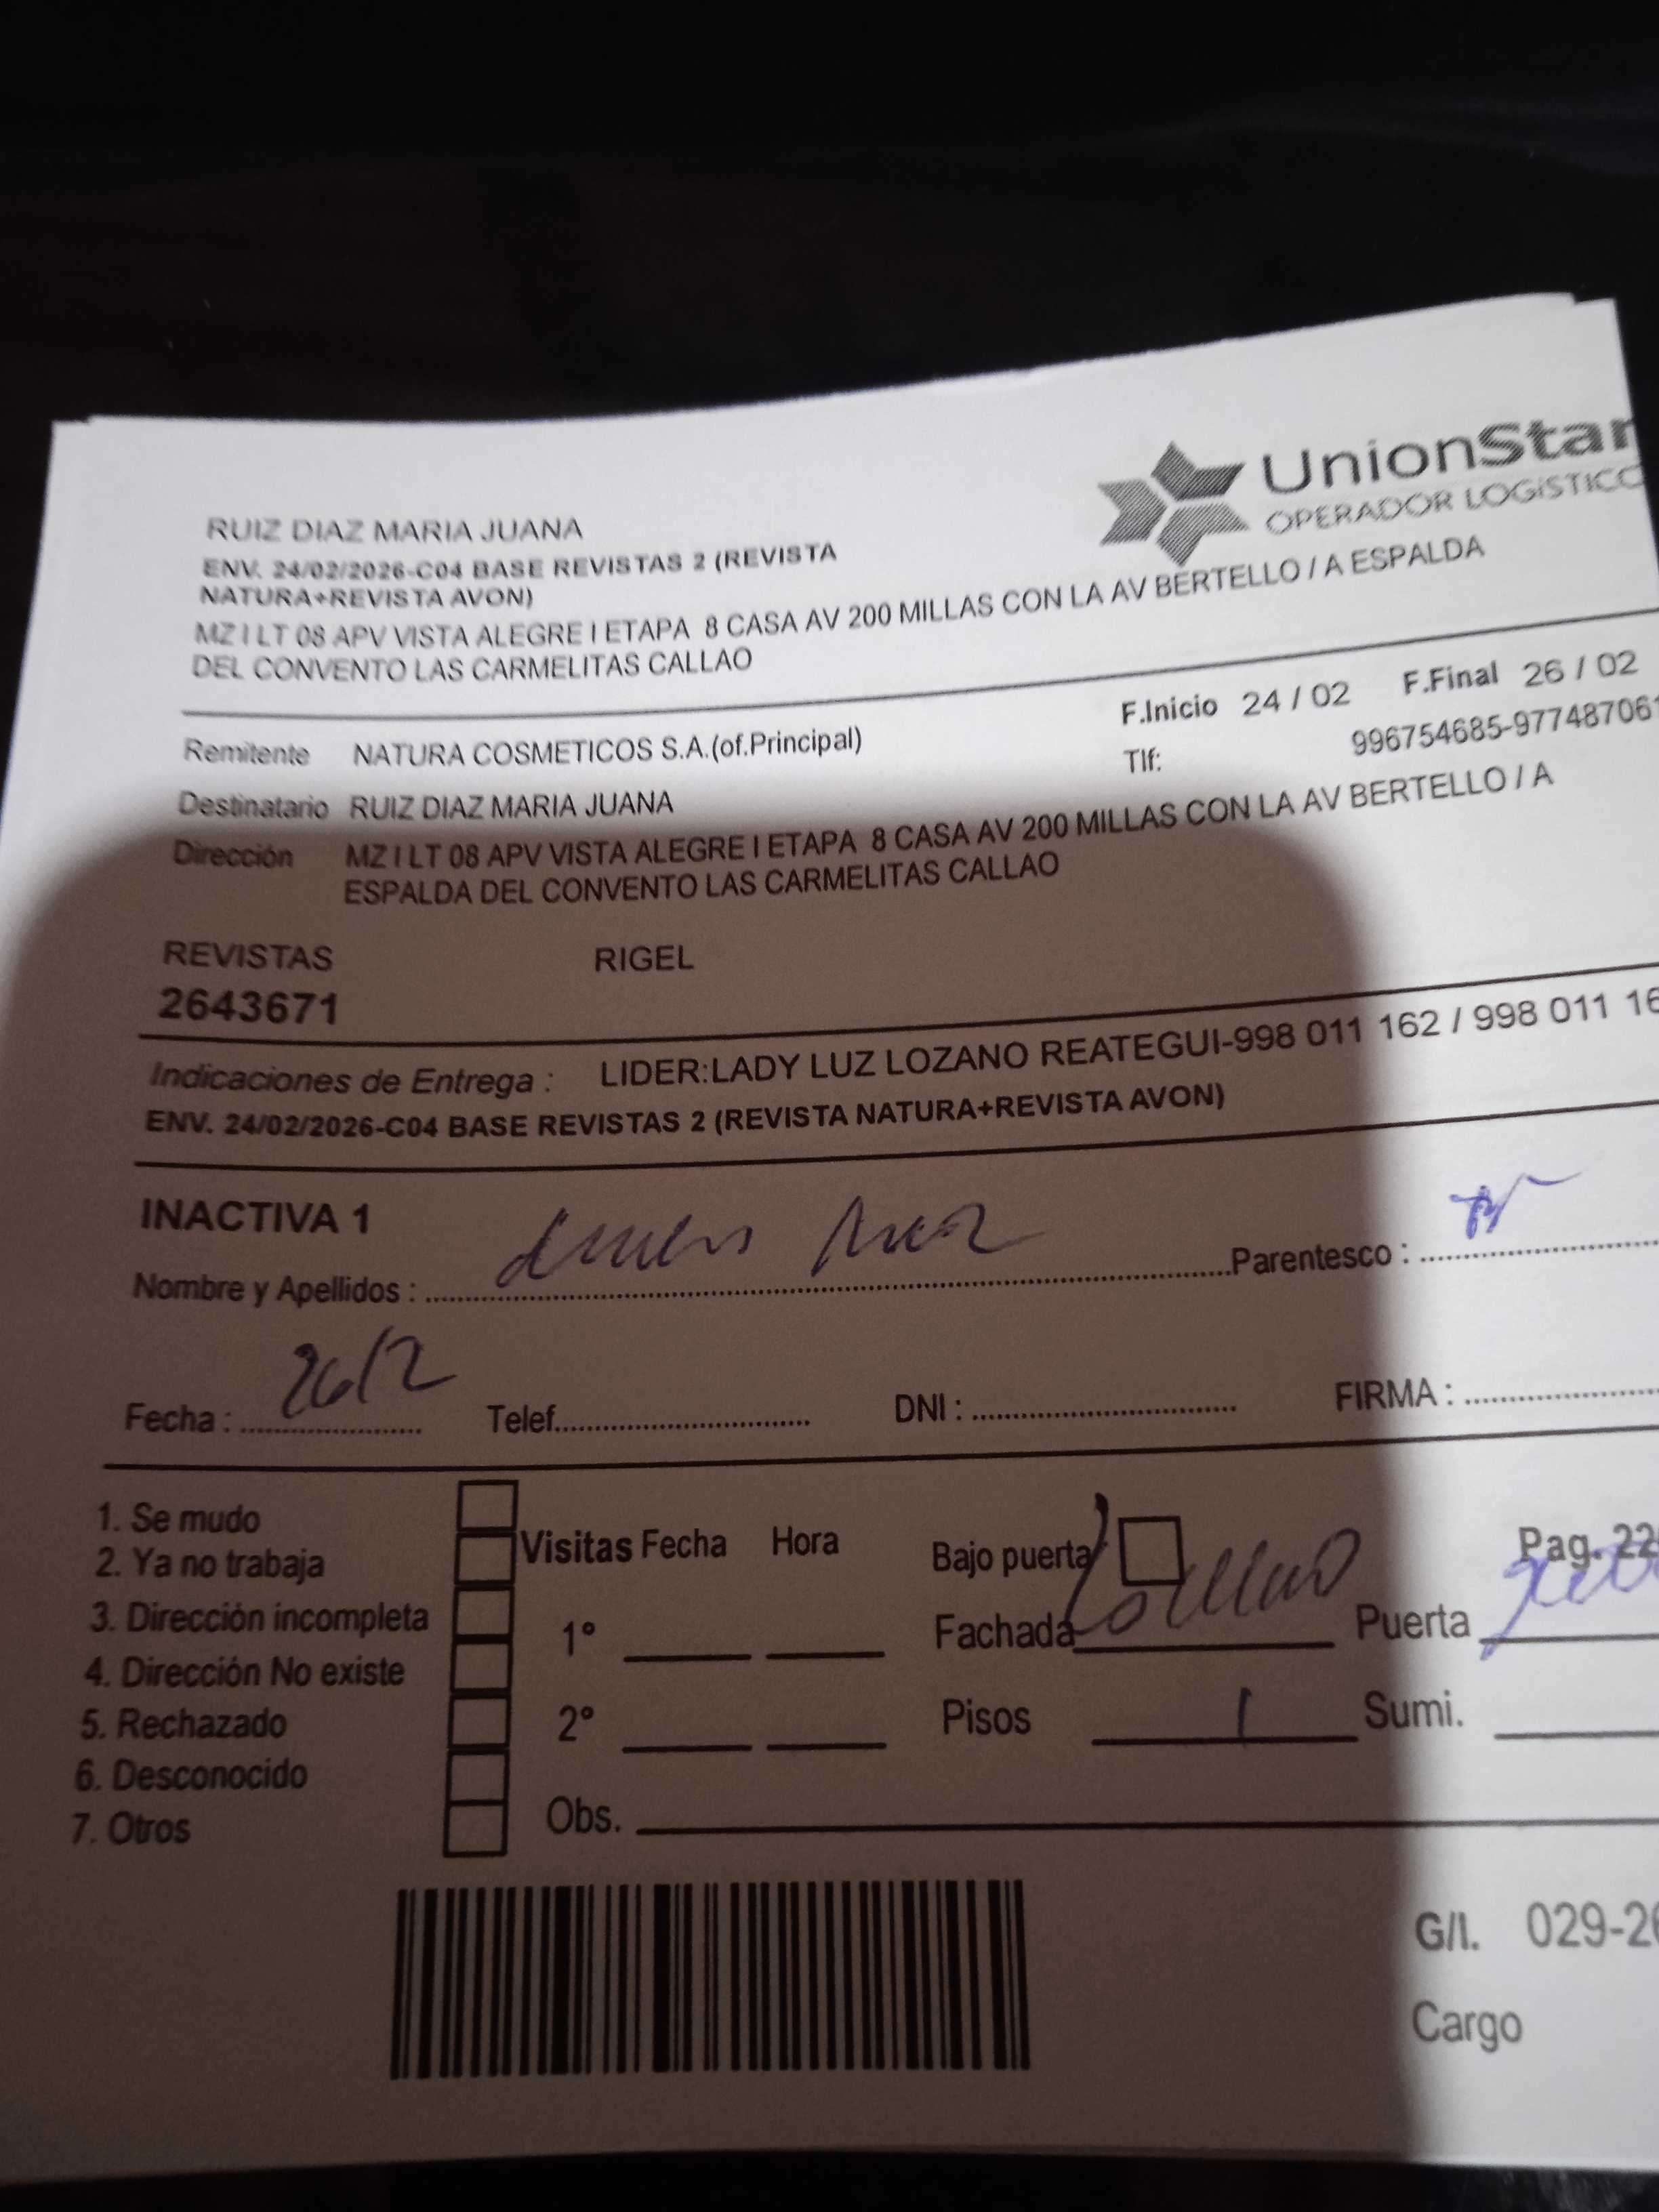 UnionStar
OPERADOR LOGÍSTICO
RUIZ DIAZ MARIA JUANA
ENV. 24/02/2026-C04 BASE REVISTAS 2 (REVISTA
NATURA+REVISTA AVON)
MZ I LT 08 APV VISTA ALEGRE I ETAPA 8 CASA AV 200 MILLAS CON LA AV BERTELLO / A ESPALDA
DEL CONVENTO LAS CARMELITAS CALLAO
F.Inicio 24 / 02 F.Final 26 / 02
Remitente NATURA COSMETICOS S.A.(of.Principal)
Tlf: 996754685-977487061
Destinatario RUIZ DIAZ MARIA JUANA
Dirección MZ I LT 08 APV VISTA ALEGRE I ETAPA 8 CASA AV 200 MILLAS CON LA AV BERTELLO / A
ESPALDA DEL CONVENTO LAS CARMELITAS CALLAO
REVISTAS RIGEL
2643671
Indicaciones de Entrega : LIDER:LADY LUZ LOZANO REATEGUI-998 011 162 / 998 011 16
ENV. 24/02/2026-C04 BASE REVISTAS 2 (REVISTA NATURA+REVISTA AVON)
INACTIVA 1
Nombre y Apellidos : Parentesco :
Fecha : 26/2 Telef. DNI : FIRMA :
1. Se mudo
2. Ya no trabaja
3. Dirección incompleta
4. Dirección No existe
5. Rechazado
6. Desconocido
7. Otros
Visitas Fecha Hora
1°
2°
Obs.
Bajo puerta Pag. 22
Fachada Puerta
Pisos 1 Sumi.
G/I. 029-26
Cargo